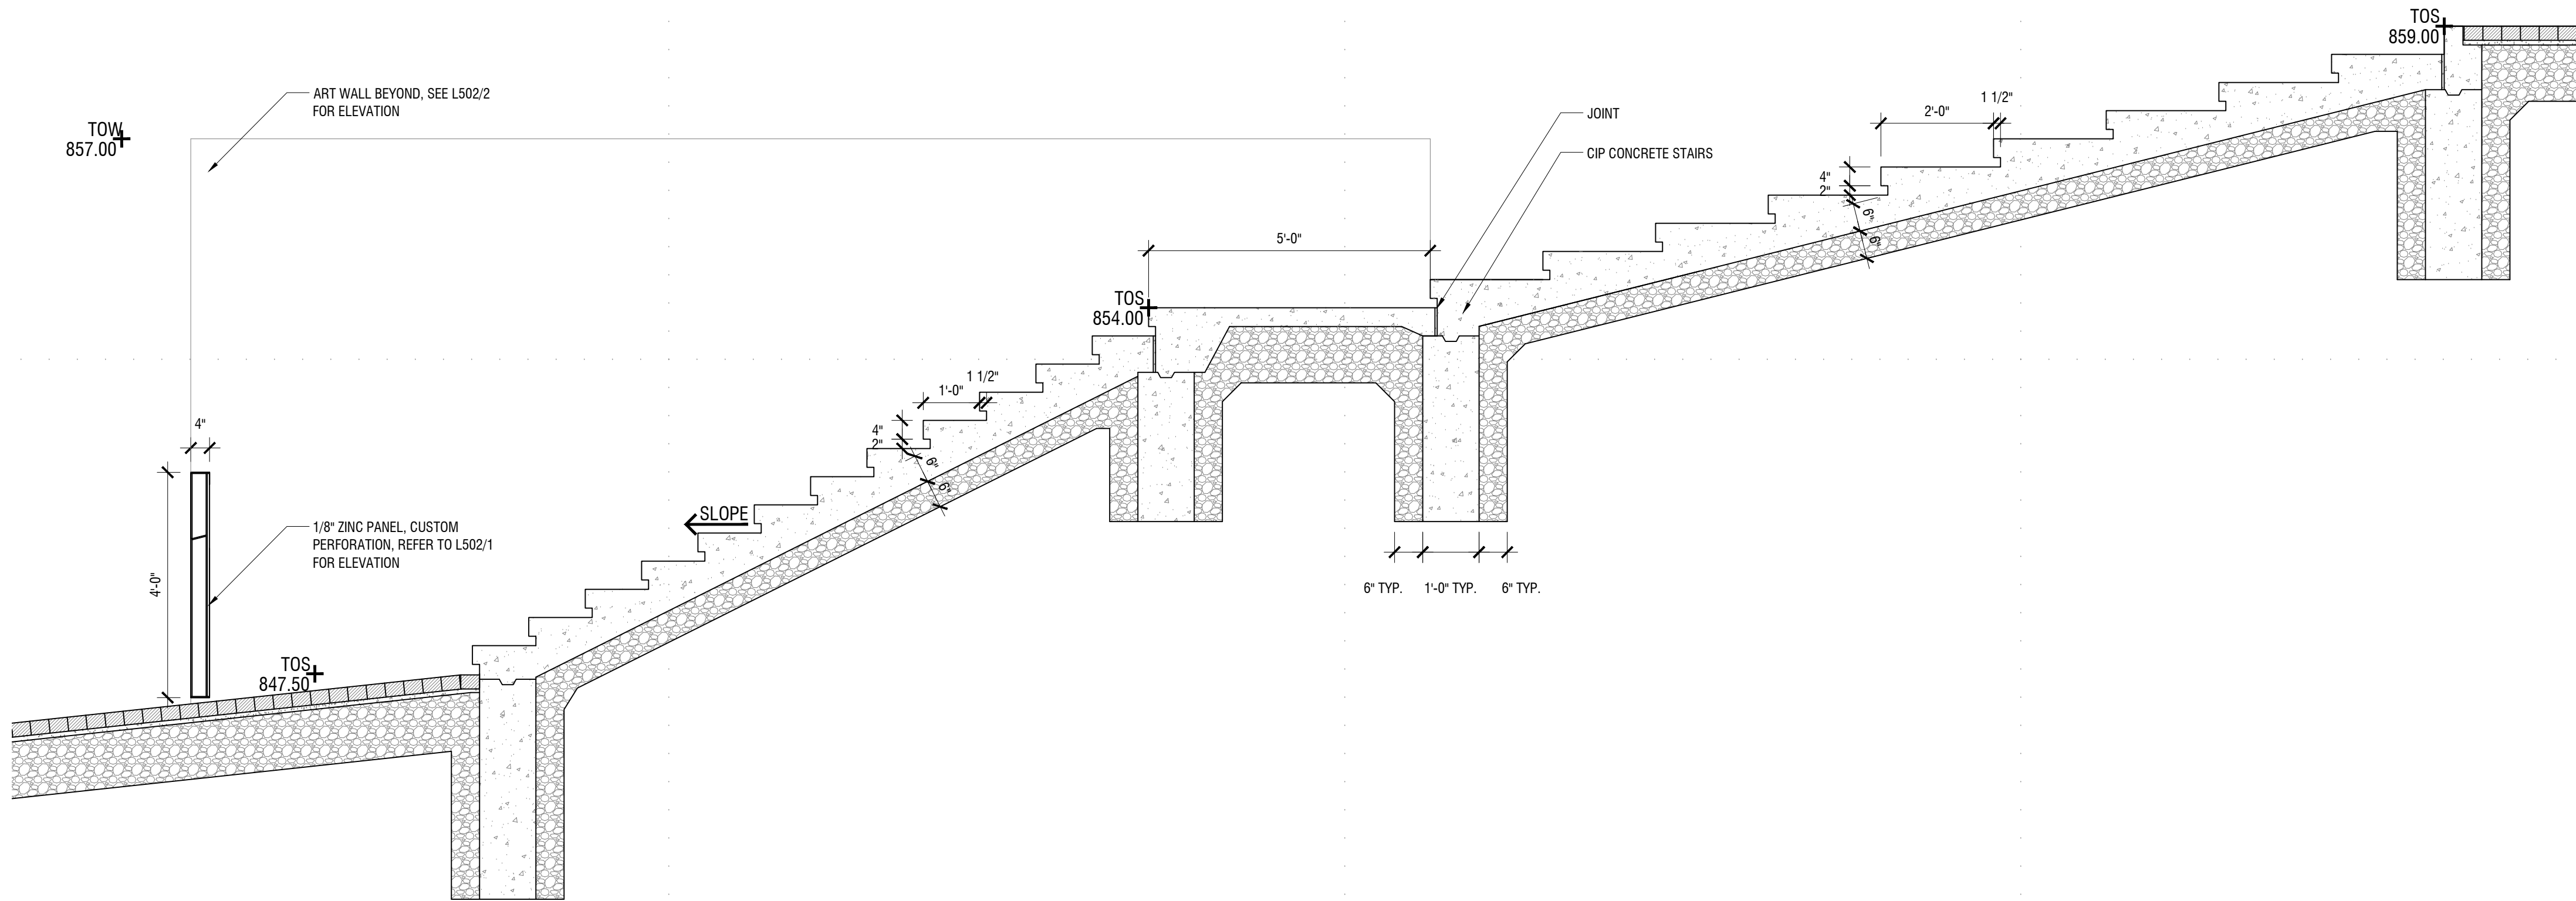 TOS
859.00
ART WALL BEYOND, SEE L502/2
FOR ELEVATION
TOW
857.00
JOINT
CIP CONCRETE STAIRS
2'-0"
1 1/2"
4"
2"
6"
6"
5'-0"
TOS
854.00
1'-0"
1 1/2"
4"
2"
6"
6"
4"
SLOPE
1/8" ZINC PANEL, CUSTOM
PERFORATION, REFER TO L502/1
FOR ELEVATION
4'-0"
6" TYP.
1'-0" TYP.
6" TYP.
TOS
847.50